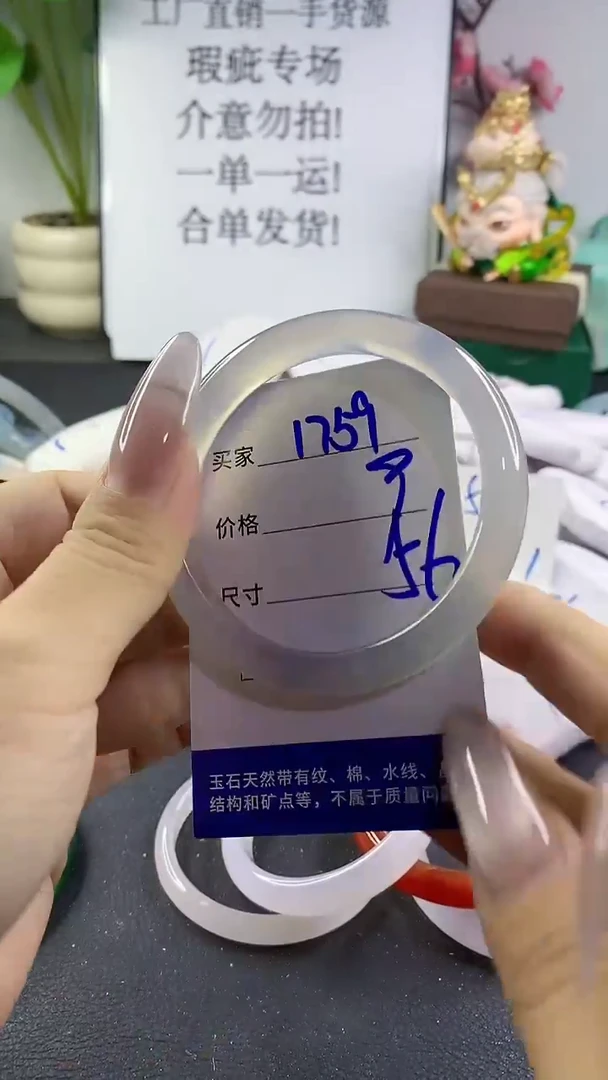 工厂直销一手货源
瑕疵专场
介意勿拍!
一单一运!
合单发货!
买家 1759
价格
尺寸 56
玉石天然带有纹、棉、水线、
结构和矿点等，不属于质量问